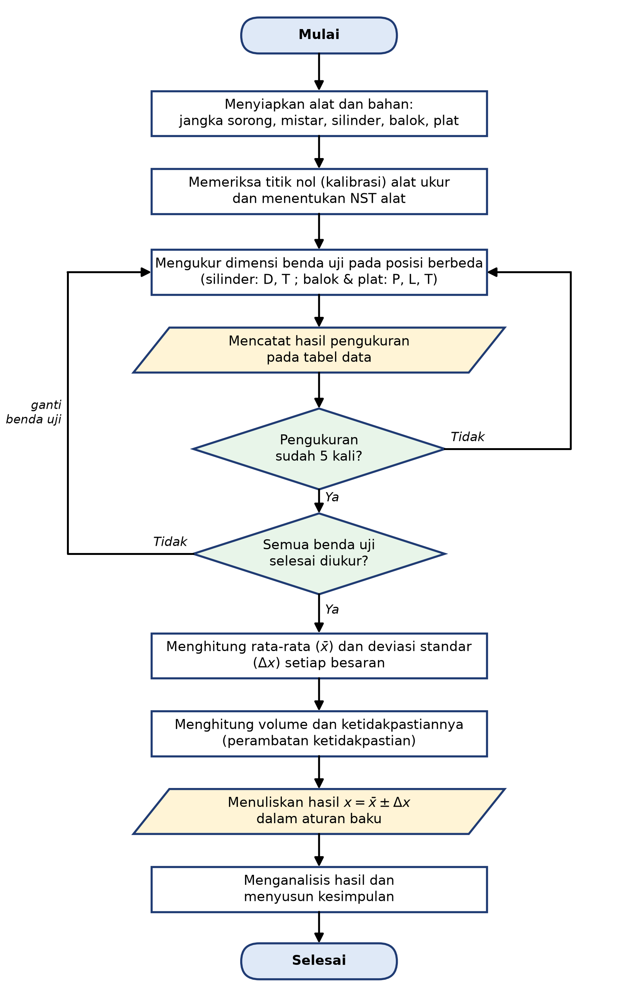 Mulai
Menyiapkan alat dan bahan:
jangka sorong, mistar, silinder, balok, plat
Memeriksa titik nol (kalibrasi) alat ukur
dan menentukan NST alat
Mengukur dimensi benda uji pada posisi berbeda
(silinder: D, T ; balok & plat: P, L, T)
Mencatat hasil pengukuran
pada tabel data
ganti
benda uji
Pengukuran
sudah 5 kali?
Tidak
Ya
Tidak
Semua benda uji
selesai diukur?
Ya
Menghitung rata-rata (x̄) dan deviasi standar
(Δx) setiap besaran
Menghitung volume dan ketidakpastiannya
(perambatan ketidakpastian)
Menuliskan hasil x = x̄ ± Δx
dalam aturan baku
Menganalisis hasil dan
menyusun kesimpulan
Selesai